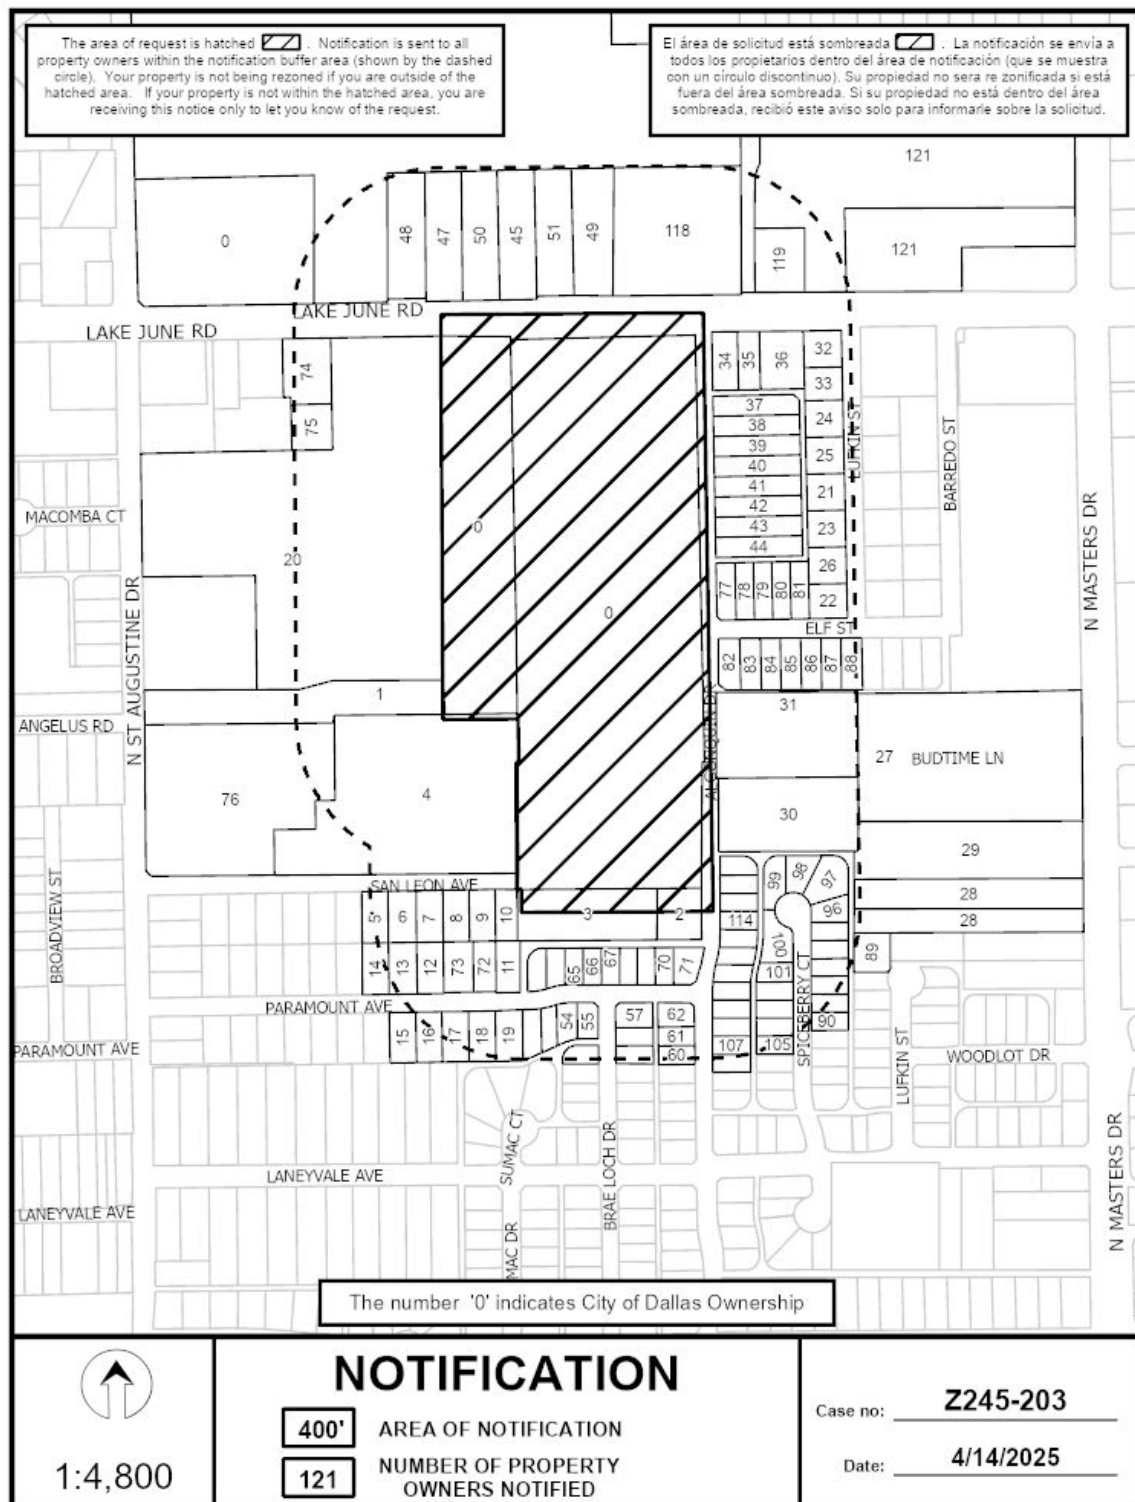 The area of request is hatched . Notification is sent to all
property owners within the notification buffer area (shown by the dashed
circle). Your property is not being rezoned if you are outside of the
hatched area. If your property is not within the hatched area, you are
receiving this notice only to let you know of the request.
El área de solicitud está sombreada . La notificación se envía a
todos los propietarios dentro del área de notificación (que se muestra
con un círculo discontinuo). Su propiedad no sera re zonificada si está
fuera del área sombreada. Si su propiedad no está dentro del área
sombreada, recibió este aviso solo para informarle sobre la solicitud.
121
0
48
47
50
45
51
49
118
119
121
LAKE JUNE RD
LAKE JUNE RD
74
75
34
35
36
32
33
37
38
39
40
41
42
43
44
24
25
21
23
26
22
LUFKIN ST
BARREDO ST
N MASTERS DR
MACOMBA CT
20
0
0
77
78
79
80
81
ELF ST
82
83
84
85
86
87
88
N ST AUGUSTINE DR
1
ANGELUS RD
31
ALGONQUIN DR
27
BUDTIME LN
76
4
30
29
28
28
BROADVIEW ST
SAN LEON AVE
5
6
7
8
9
10
3
2
99
98
97
96
114
100
101
89
14
13
12
73
72
11
65
66
67
70
71
PARAMOUNT AVE
15
16
17
18
19
54
55
57
62
61
60
107
105
90
SPICEBERRY CT
PARAMOUNT AVE
LUFKIN ST
WOODLOT DR
SUMAC CT
BRAE LOCH DR
N MASTERS DR
LANEYVALE AVE
LANEYVALE AVE
MAC DR
The number '0' indicates City of Dallas Ownership
1:4,800
NOTIFICATION
400' AREA OF NOTIFICATION
121 NUMBER OF PROPERTY
OWNERS NOTIFIED
Case no: Z245-203
Date: 4/14/2025